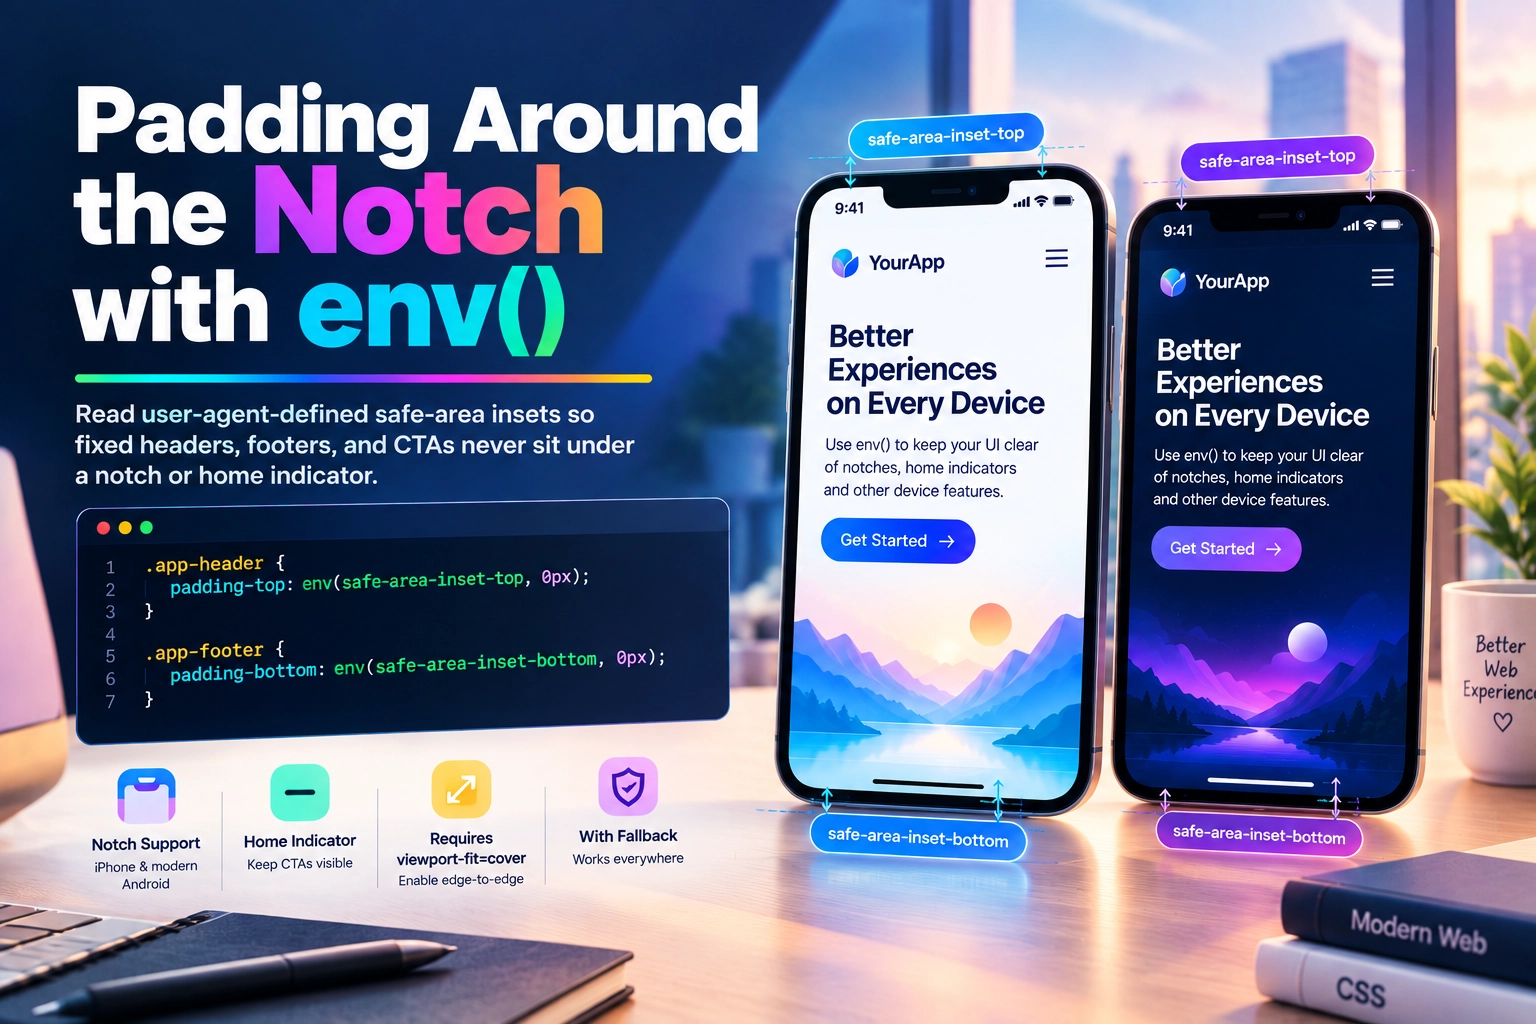 Padding Around
the Notch
with env()
Read user-agent-defined safe-area insets so
fixed headers, footers, and CTAs never sit under
a notch or home indicator.
1 .app-header {
2 padding-top: env(safe-area-inset-top, 0px);
3 }
4
5 .app-footer {
6 padding-bottom: env(safe-area-inset-bottom, 0px);
7 }
Notch Support
iPhone & modern
Android
Home Indicator
Keep CTAs visible
Requires
viewport-fit=cover
Enable edge-to-edge
With Fallback
Works everywhere
safe-area-inset-top
9:41
YourApp
Better
Experiences
on Every Device
Use env() to keep your UI clear
of notches, home indicators
and other device features.
Get Started →
safe-area-inset-bottom
safe-area-inset-top
9:41
YourApp
Better
Experiences
on Every Device
Use env() to keep your UI clear
of notches, home indicators
and other device features.
Get Started →
safe-area-inset-bottom
Better
Web
Experience
Modern Web
CSS